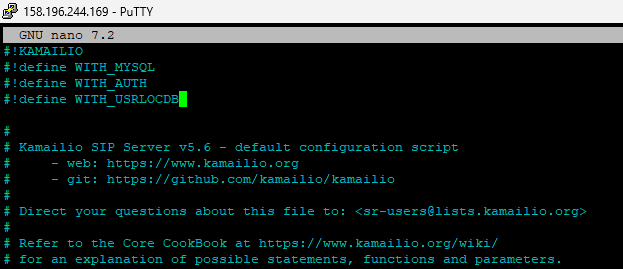 158.196.244.169 - PuTTY
GNU nano 7.2
#!KAMAILIO
#!define WITH_MYSQL
#!define WITH_AUTH
#!define WITH_USRLOCDB
#
# Kamailio SIP Server v5.6 - default configuration script
#     - web: https://www.kamailio.org
#     - git: https://github.com/kamailio/kamailio
#
# Direct your questions about this file to: <sr-users@lists.kamailio.org>
#
# Refer to the Core CookBook at https://www.kamailio.org/wiki/
# for an explanation of possible statements, functions and parameters.